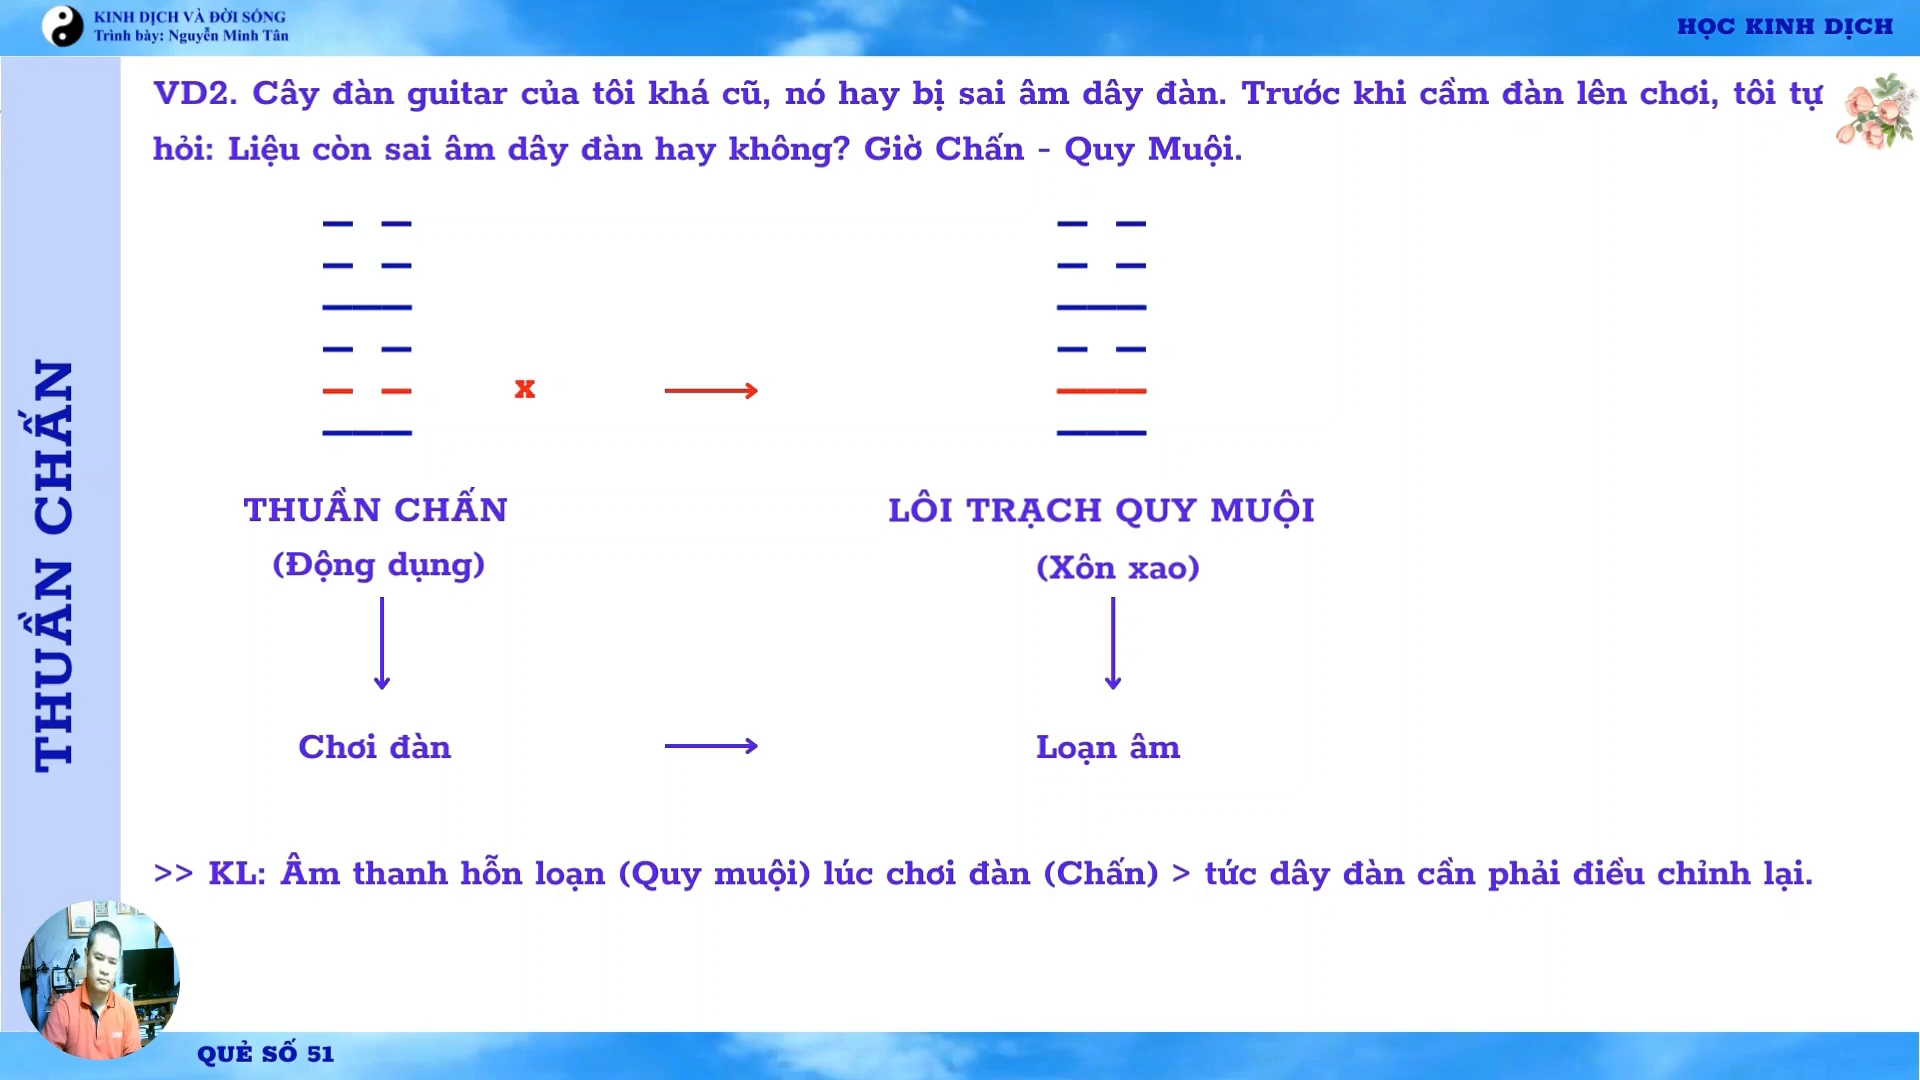 KINH DỊCH VÀ ĐỜI SỐNG
Trình bày: Nguyễn Minh Tân
HỌC KINH DỊCH
VD2. Cây đàn guitar của tôi khá cũ, nó hay bị sai âm dây đàn. Trước khi cầm đàn lên chơi, tôi tự
hỏi: Liệu còn sai âm dây đàn hay không? Giờ Chấn - Quy Muội.
x
THUẦN CHẤN
LÔI TRẠCH QUY MUỘI
(Động dụng)
(Xôn xao)
Chơi đàn
Loạn âm
>> KL: Âm thanh hỗn loạn (Quy muội) lúc chơi đàn (Chấn) > tức dây đàn cần phải điều chỉnh lại.
THUẦN CHẤN
QUẺ SỐ 51